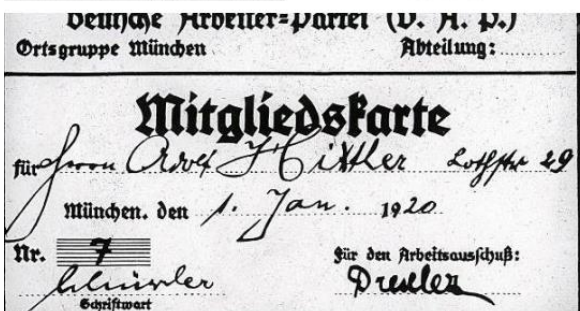 Deutsche Arbeiter=Partei (D. A. P.)
Ortsgruppe München Abteilung:
Mitgliedskarte
für Herrn Adolf Hittler Lothstr 29
München, den 1. Jan. 1920
Nr. 7 Für den Arbeitsausschuß:
Schüssler Drexler
Schriftwart